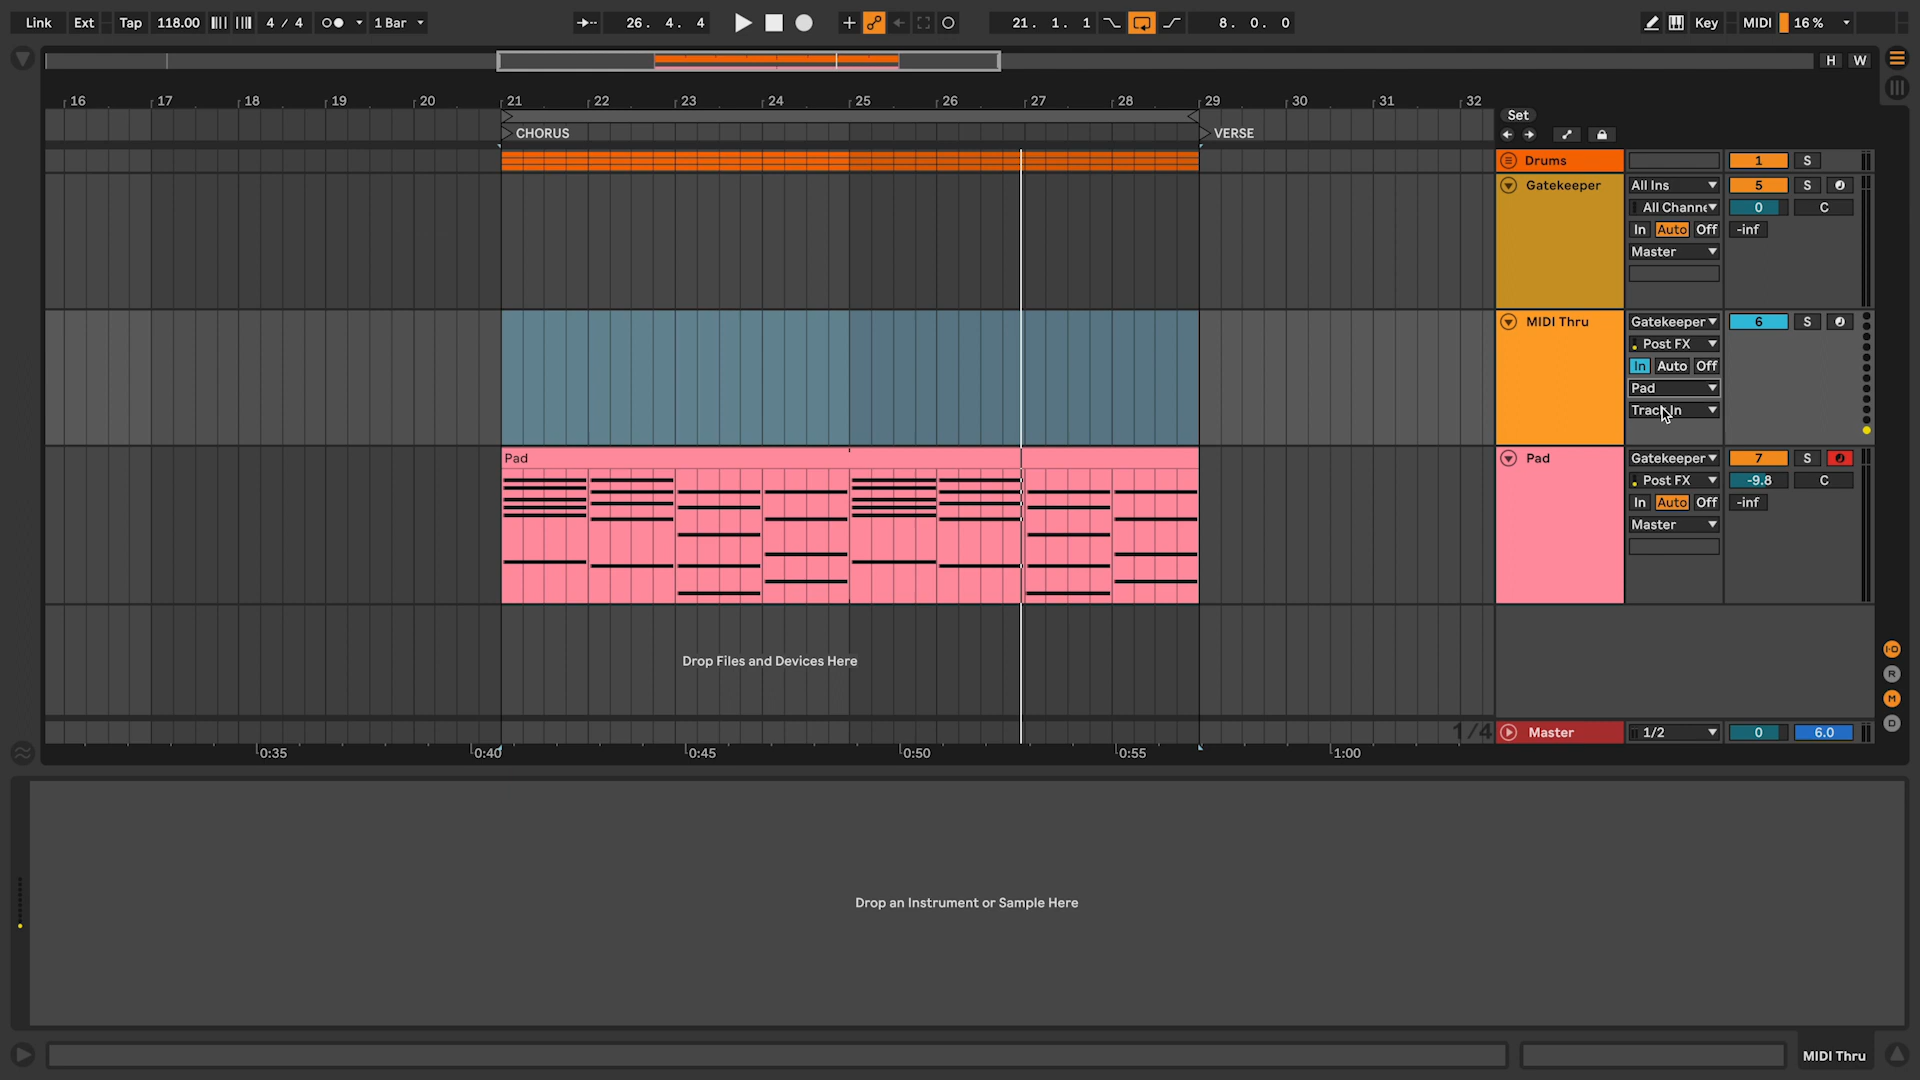 Link Ext Tap 118.00 4 / 4 1 Bar 26. 4. 4 21. 1. 1 8. 0. 0 Key MIDI 16 %
H W
16 17 18 19 20 21 22 23 24 25 26 27 28 29 30 31 32
Set
CHORUS VERSE
Drums 1 S
Gatekeeper All Ins 5 S
All Channe 0 C
In Auto Off -inf
Master
MIDI Thru Gatekeeper 6 S
Post FX
In Auto Off
Pad
Track In
Pad Pad Gatekeeper 7 S
Post FX -9.8 C
In Auto Off -inf
Master
Drop Files and Devices Here
I·O
R
M
D
1/4 Master 1/2 0 6.0
0:35 0:40 0:45 0:50 0:55 1:00
Drop an Instrument or Sample Here
MIDI Thru